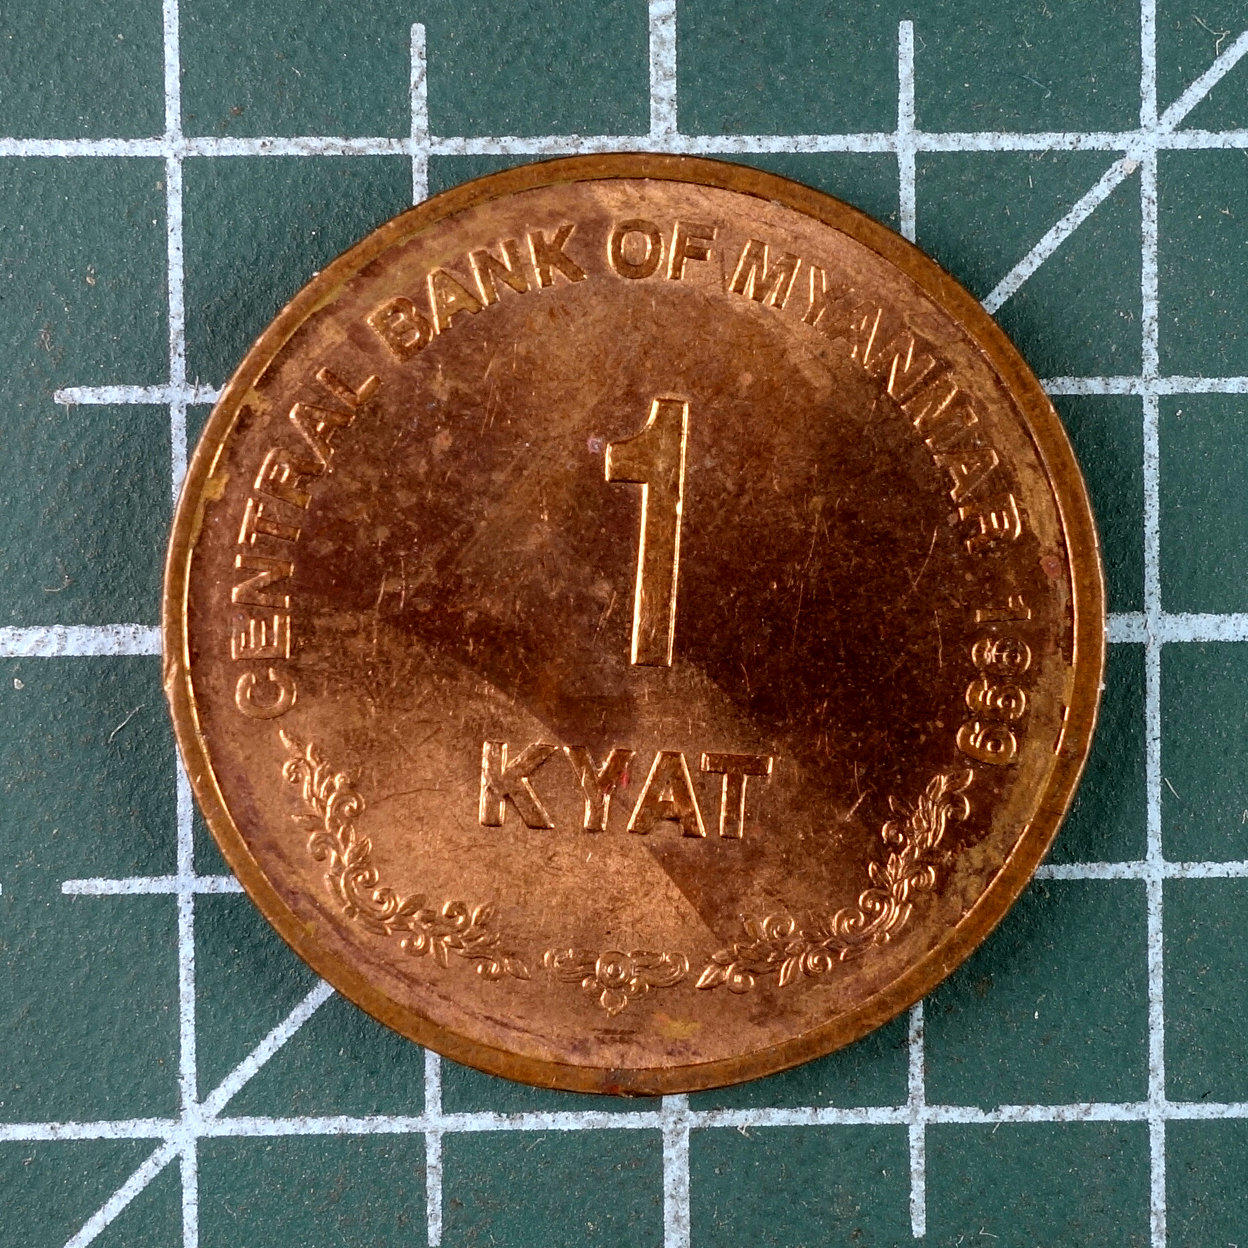 CENTRAL BANK OF MYANMAR 1999
1
KYAT